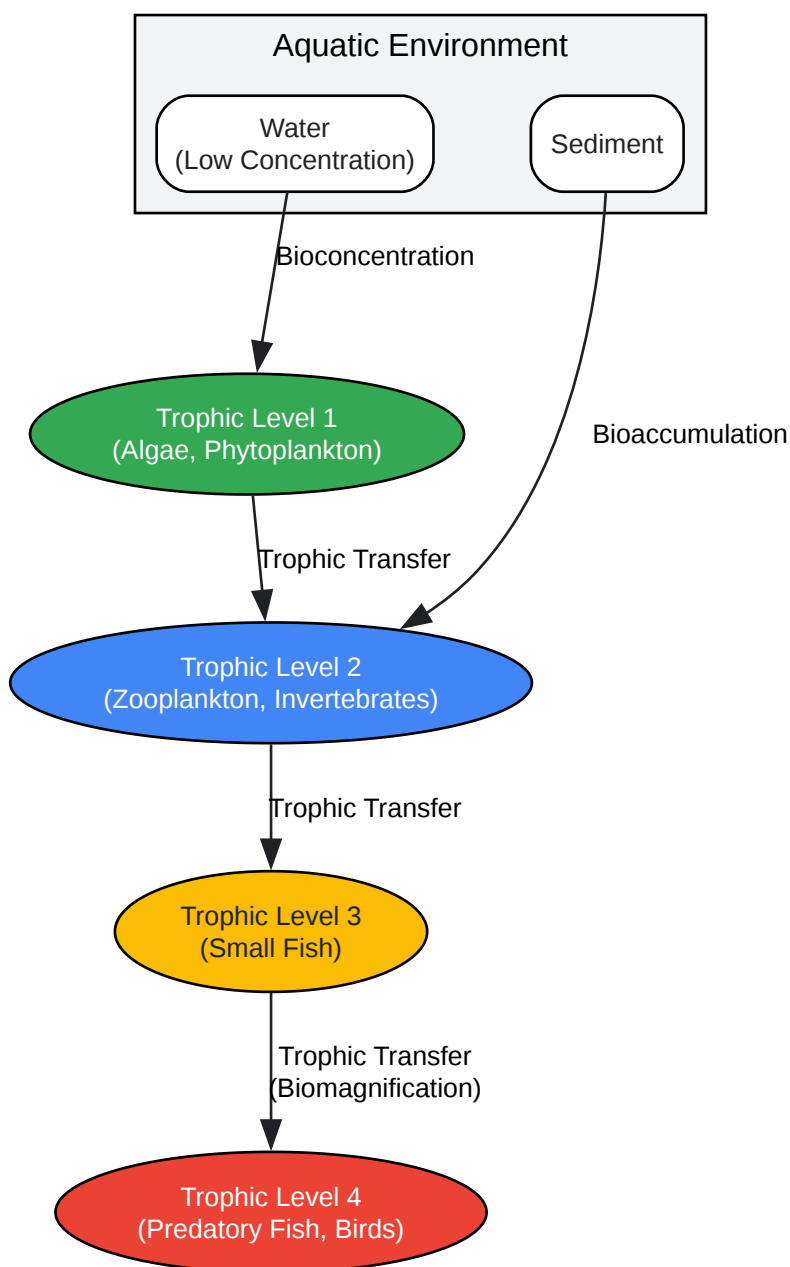 Aquatic Environment
Water
(Low Concentration)
Sediment
Bioconcentration
Trophic Level 1
(Algae, Phytoplankton)
Bioaccumulation
Trophic Transfer
Trophic Level 2
(Zooplankton, Invertebrates)
Trophic Transfer
Trophic Level 3
(Small Fish)
Trophic Transfer
(Biomagnification)
Trophic Level 4
(Predatory Fish, Birds)